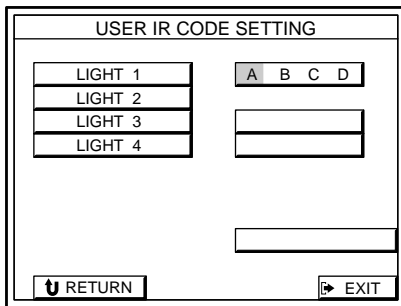 USER IR CODE SETTING
LIGHT 1
A B C D
LIGHT 2
LIGHT 3
LIGHT 4
RETURN
EXIT